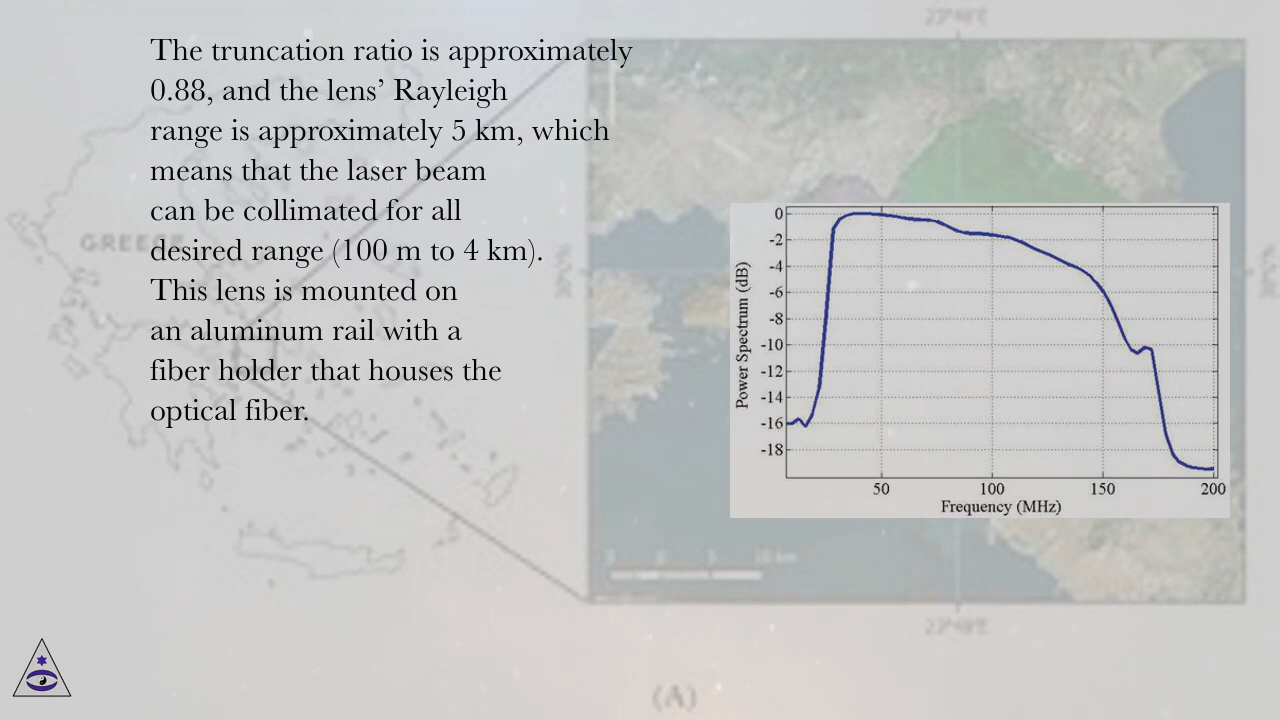 The truncation ratio is approximately
0.88, and the lens’ Rayleigh
range is approximately 5 km, which
means that the laser beam
can be collimated for all
desired range (100 m to 4 km).
This lens is mounted on
an aluminum rail with a
fiber holder that houses the
optical fiber.
GREECE
0
-2
-4
-6
-8
-10
-12
-14
-16
-18
Power Spectrum (dB)
50 100 150 200
Frequency (MHz)
(A)